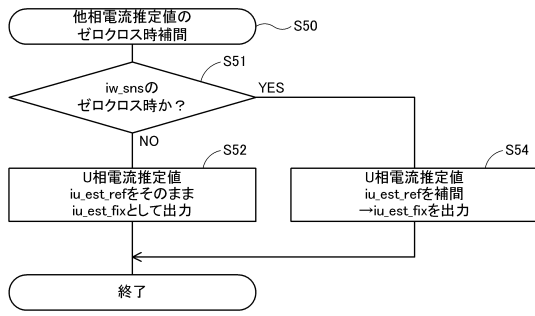 他相電流推定値の
ゼロクロス時補間
S50
S51
iw_snsの
ゼロクロス時か？
YES
NO
S52
U相電流推定値
iu_est_refをそのまま
iu_est_fixとして出力
S54
U相電流推定値
iu_est_refを補間
→iu_est_fixを出力
終了